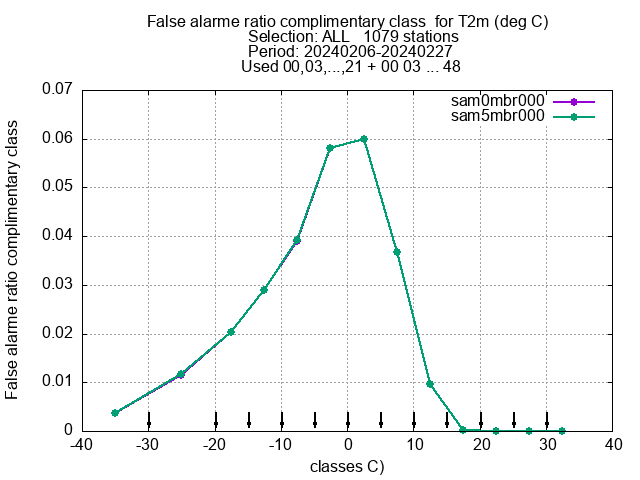 False alarme ratio complimentary class  for T2m (deg C)
Selection: ALL   1079 stations
Period: 20240206-20240227
Used 00,03,...,21 + 00 03 ... 48
sam0mbr000
sam5mbr000
False alarme ratio complimentary class
0.07
0.06
0.05
0.04
0.03
0.02
0.01
0
-40 -30 -20 -10 0 10 20 30 40
classes C)